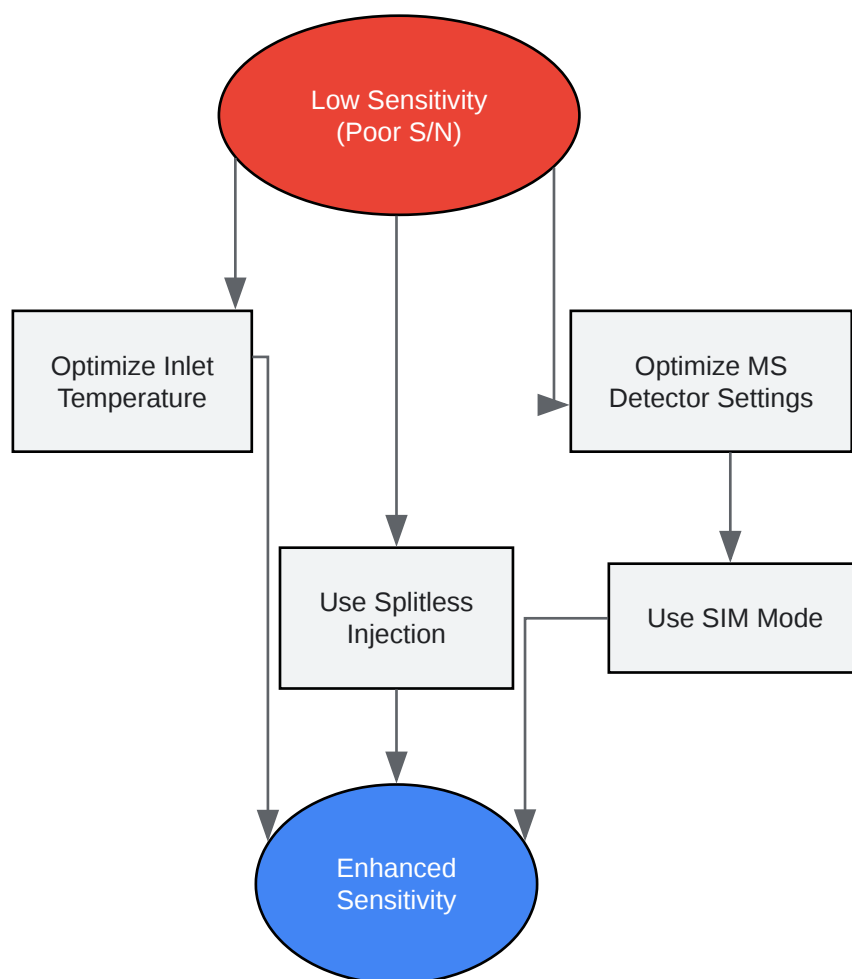 Low Sensitivity
(Poor S/N)
Optimize Inlet
Temperature
Optimize MS
Detector Settings
Use Splitless
Injection
Use SIM Mode
Enhanced
Sensitivity